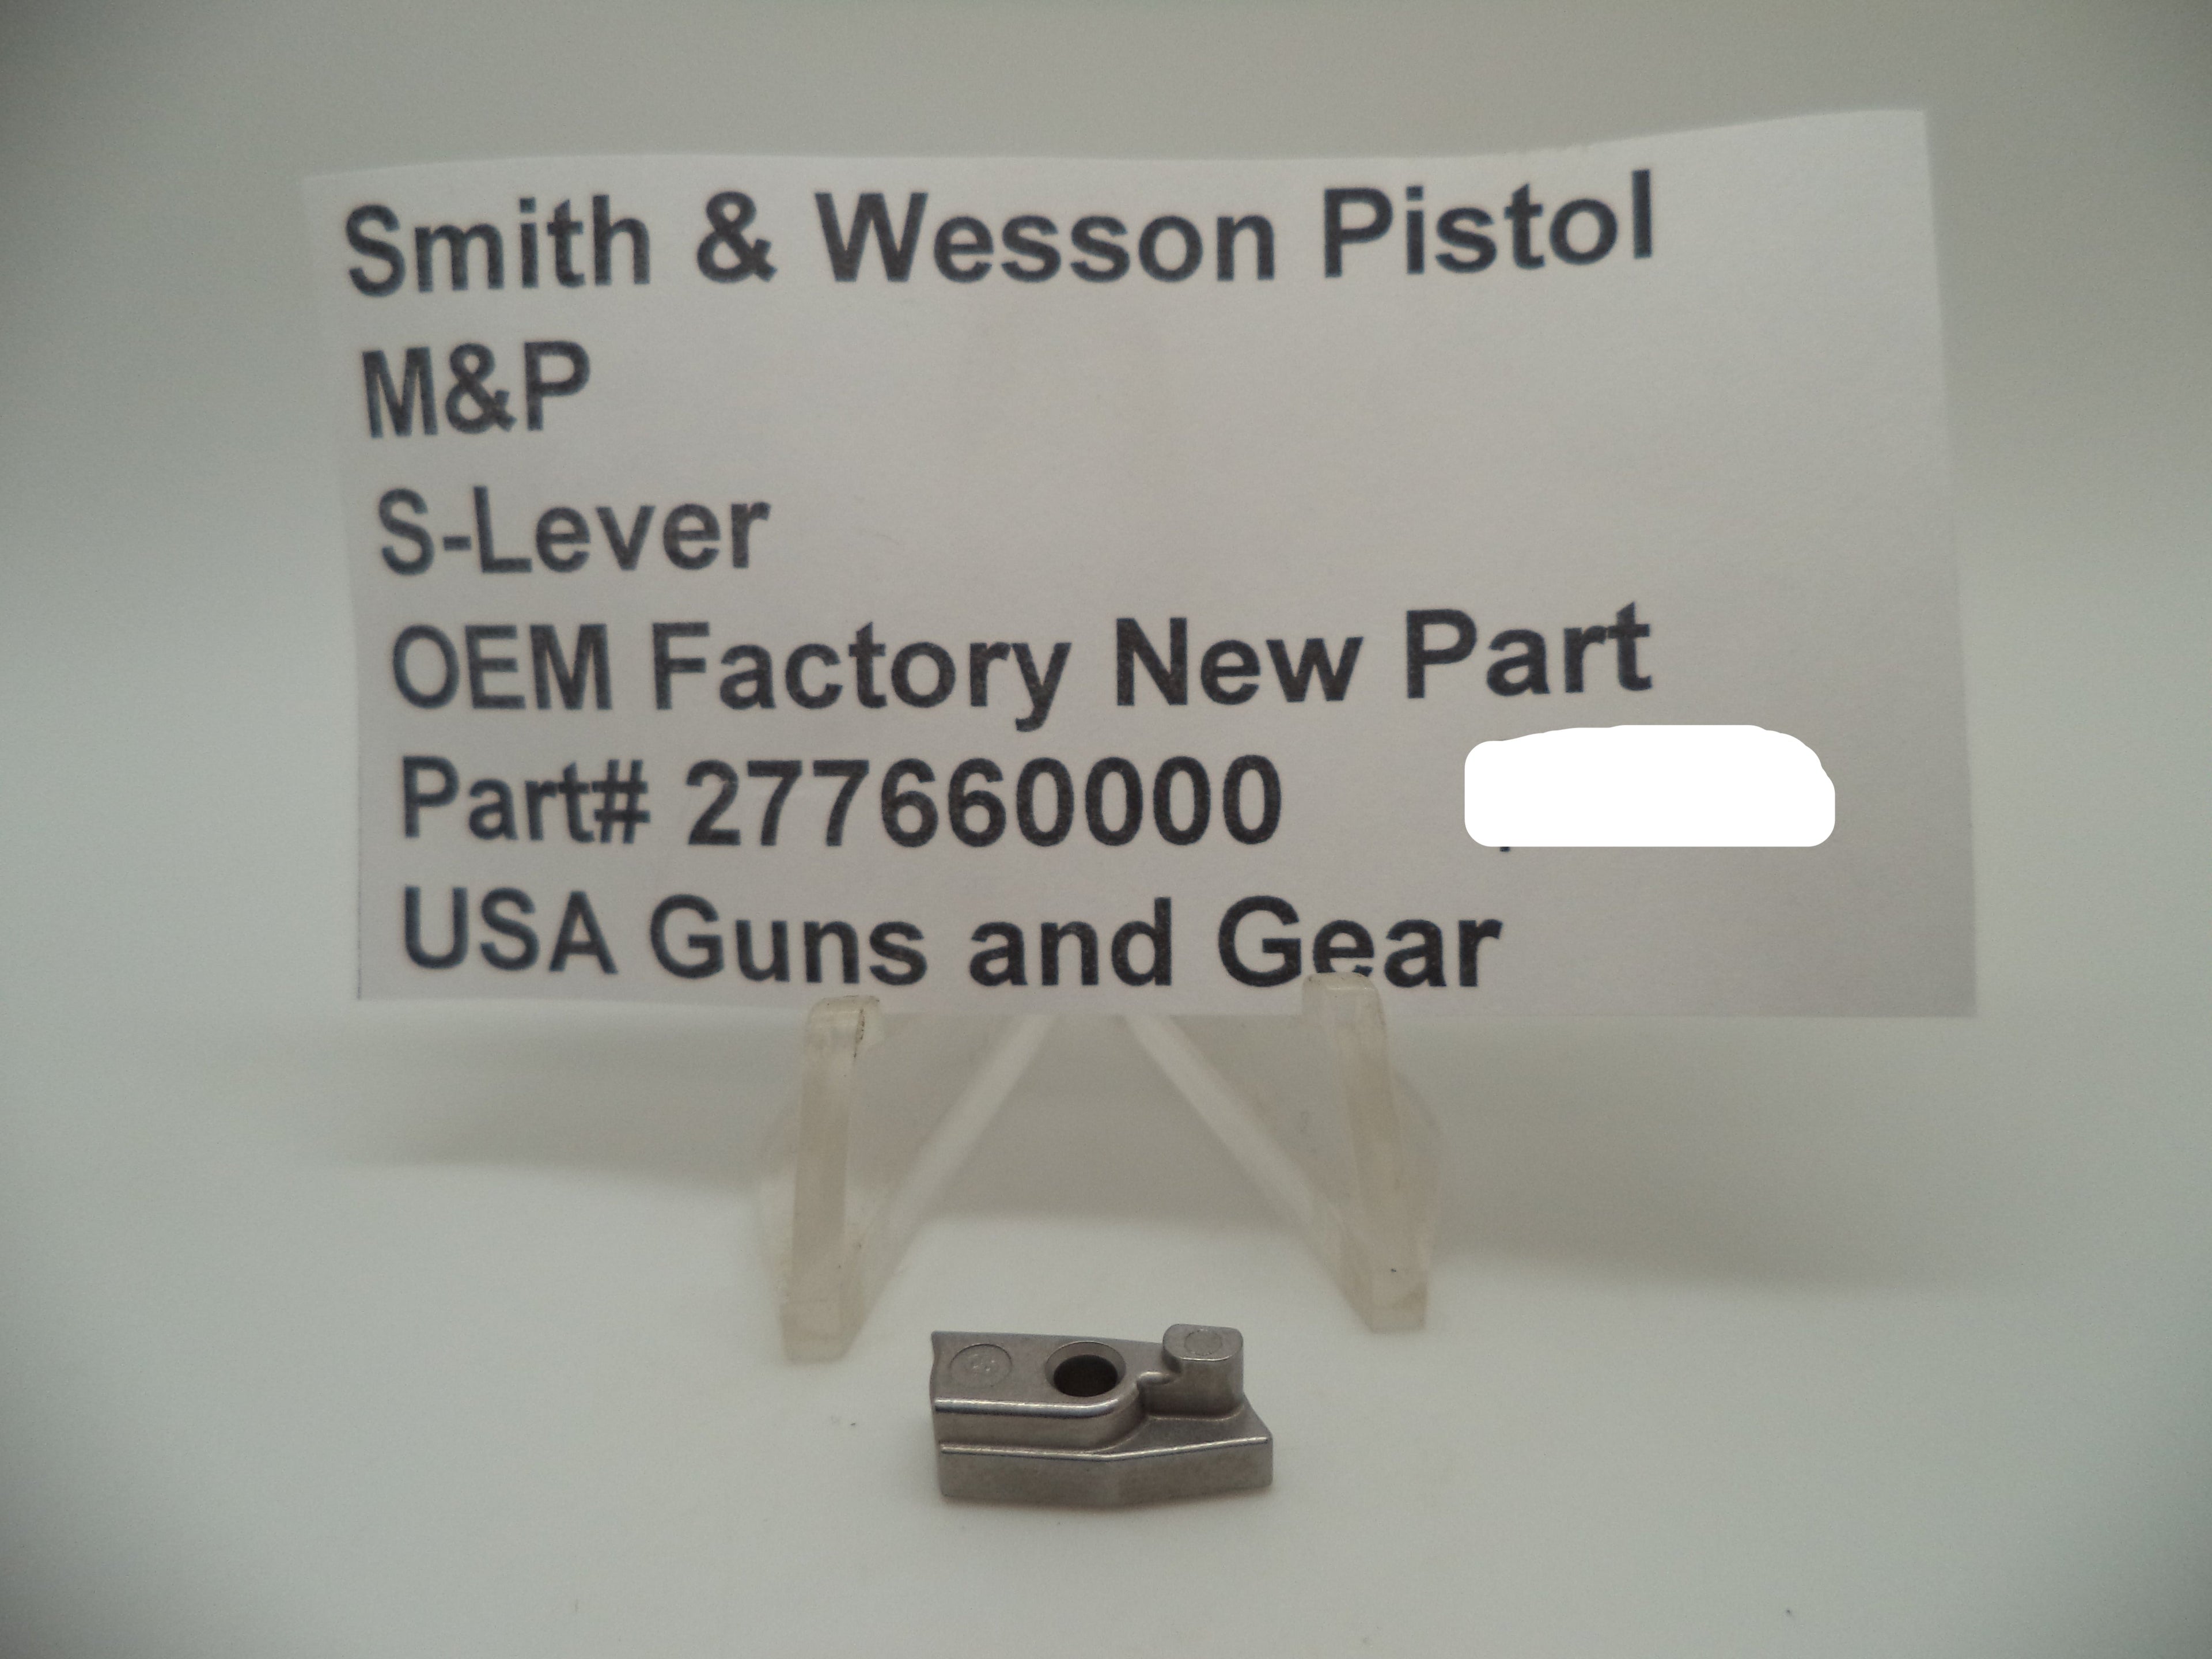 Smith & Wesson Pistol
M&P
S-Lever
OEM Factory New Part
Part# 277660000
USA Guns and Gear